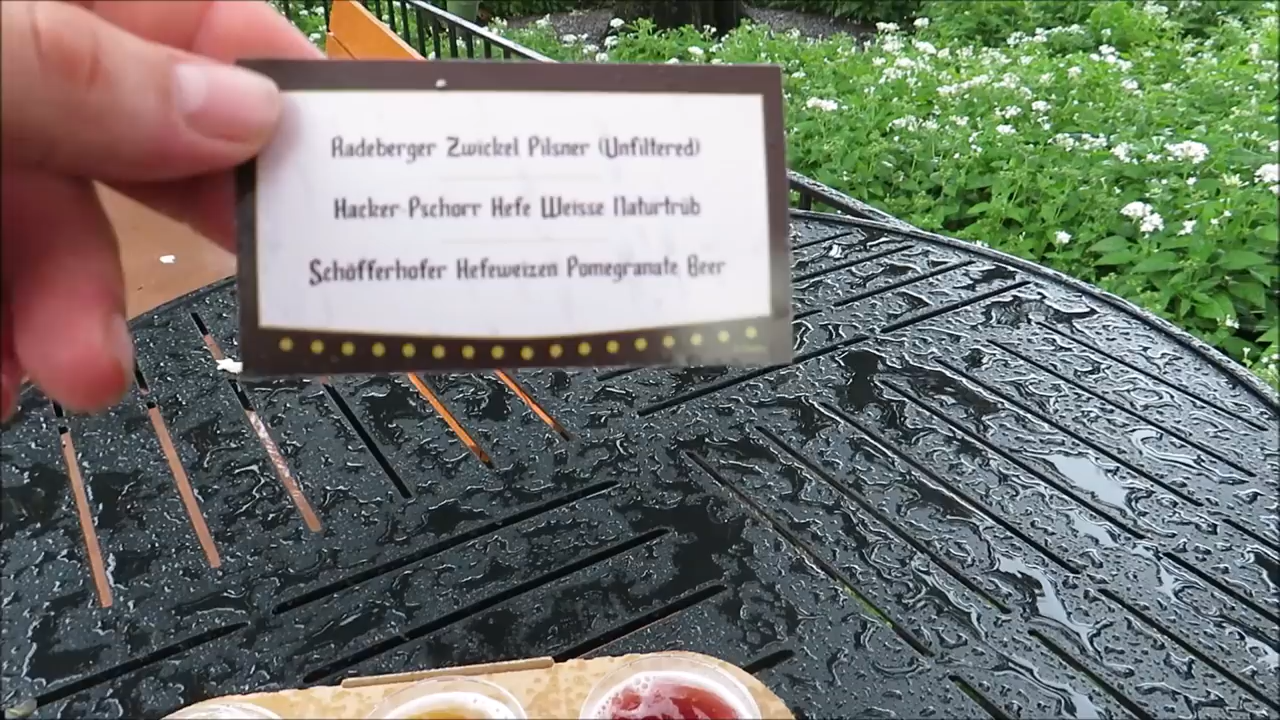 Radeberger Zwickel Pilsner (Unfiltered)
Hacker-Pschorr Hefe Weisse Naturtrüb
Schöfferhofer Hefeweizen Pomegranate Beer